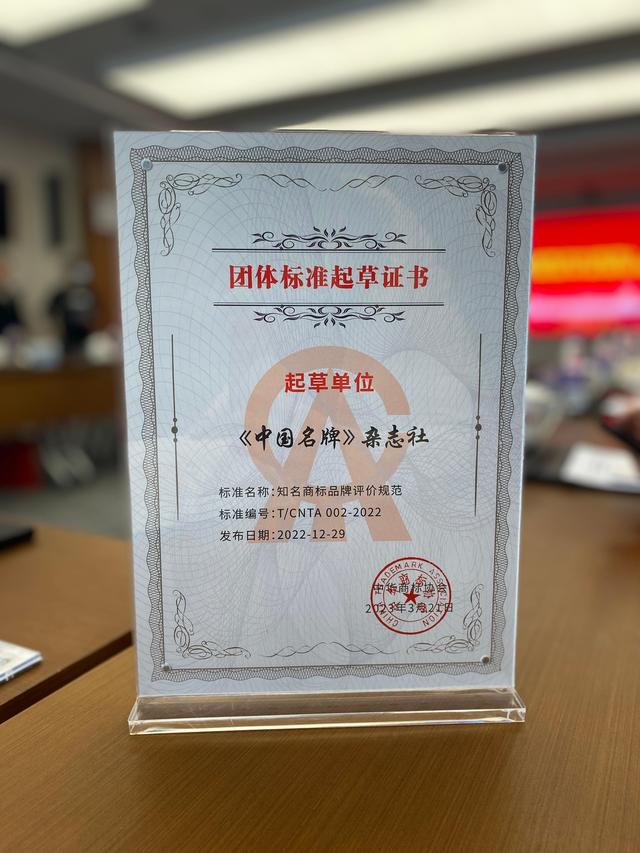 团体标准起草证书
起草单位
《中国名牌》杂志社
标准名称：知名商标品牌评价规范
标准编号：T/CNTA 002-2022
发布日期：2022-12-29
中华商标协会
2023年3月21日
CHINA TRADEMARK ASSOCIATION